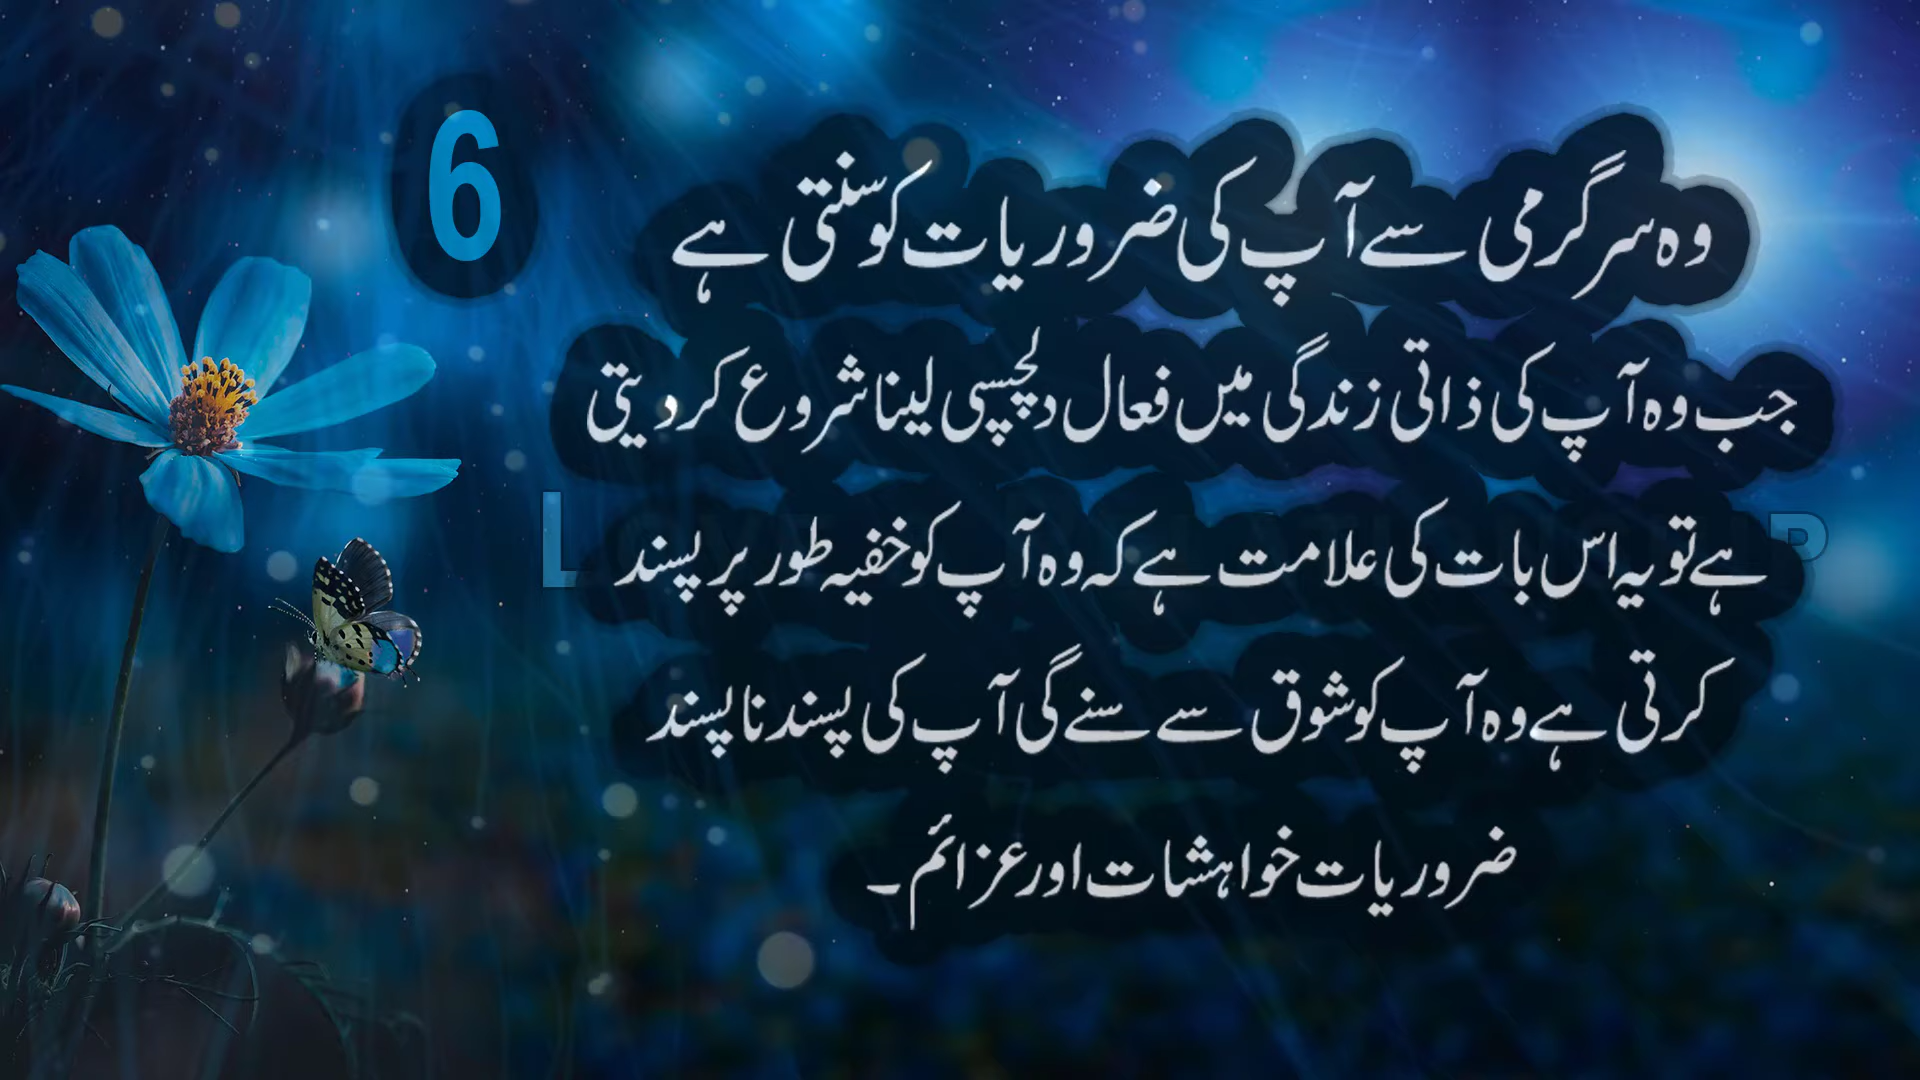 6
وہ سرگرمی سے آپ کی ضروریات کو سنتی ہے
جب وہ آپ کی ذاتی زندگی میں فعال دلچسپی لینا شروع کر دیتی
ہے تو یہ اس بات کی علامت ہے کہ وہ آپ کو خفیہ طور پر پسند
کرتی ہے وہ آپ کو شوق سے سنے گی آپ کی پسند ناپسند
ضروریات خواہشات اور عزائم۔